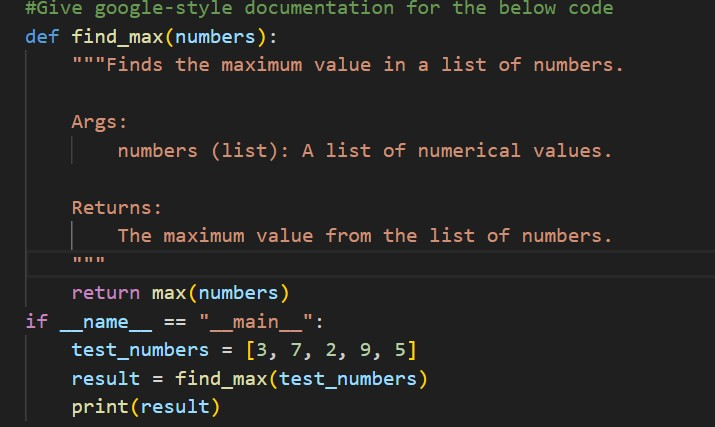 #Give google-style documentation for the below code
def find_max(numbers):
"""Finds the maximum value in a list of numbers.
Args:
numbers (list): A list of numerical values.
Returns:
The maximum value from the list of numbers.
"""
return max(numbers)
if __name__ == "__main__":
test_numbers = [3, 7, 2, 9, 5]
result = find_max(test_numbers)
print(result)